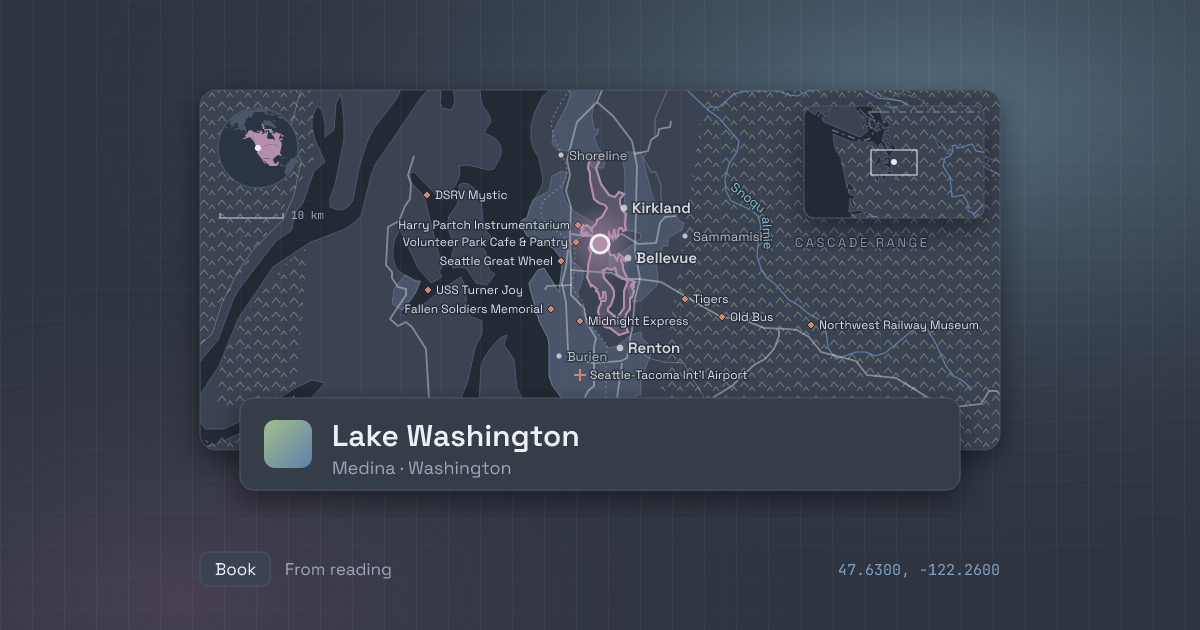 Shoreline
DSRV Mystic
Kirkland
10 km
Harry Partch Instrumentarium
Volunteer Park Cafe & Pantry
Sammamish
CASCADE RANGE
Seattle Great Wheel
Bellevue
USS Turner Joy
Tigers
Fallen Soldiers Memorial
Old Bus
Midnight Express
Northwest Railway Museum
Renton
Burien
Seattle-Tacoma Int'l Airport
Lake Washington
Medina · Washington
Book
From reading
47.6300, -122.2600